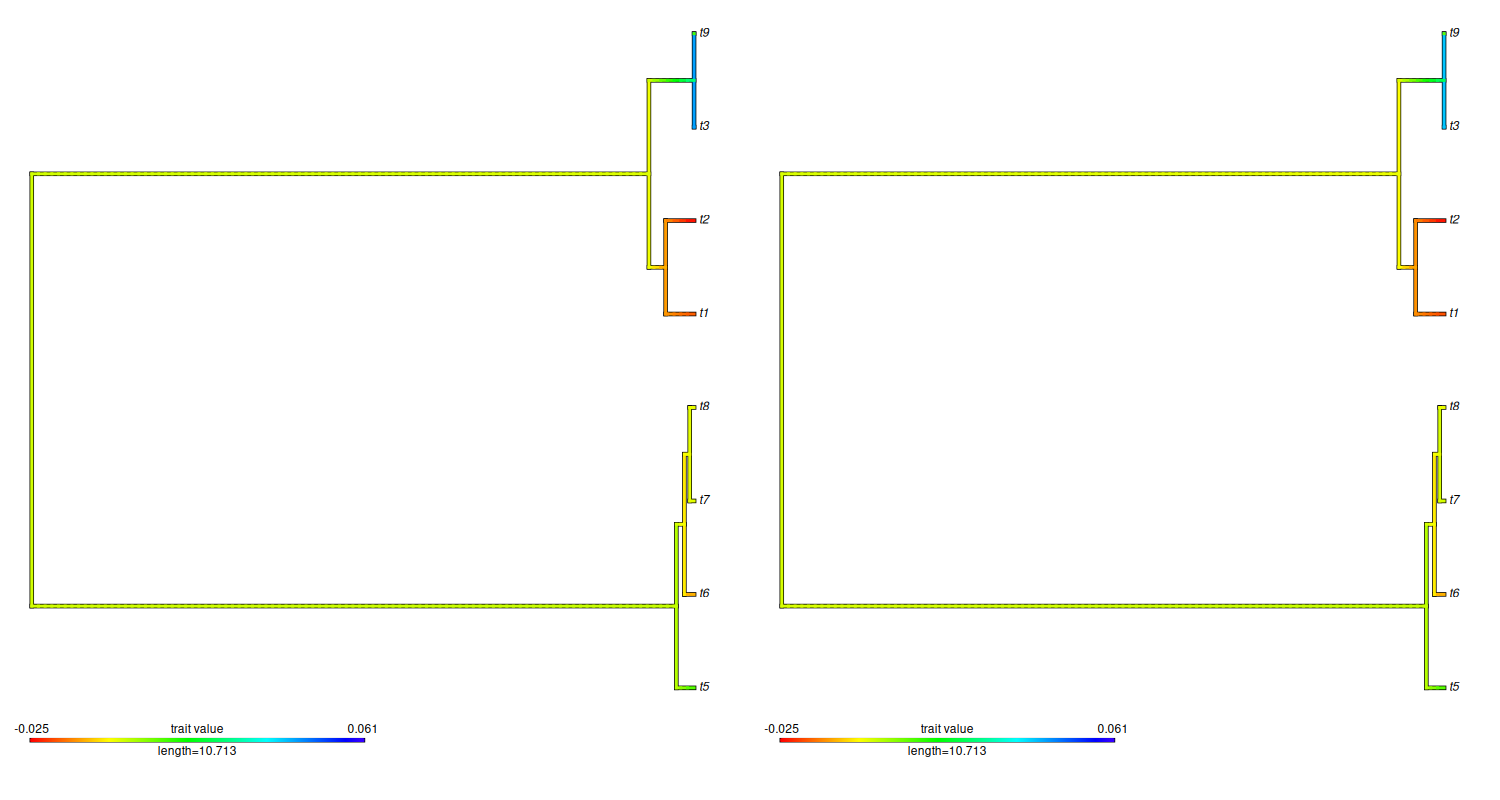 t9
t3
t2
t1
t8
t7
t6
t5
-0.025 trait value 0.061
length=10.713
t9
t3
t2
t1
t8
t7
t6
t5
-0.025 trait value 0.061
length=10.713